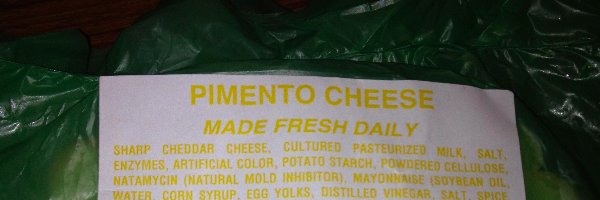 PIMENTO CHEESE
MADE FRESH DAILY
SHARP CHEDDAR CHEESE, CULTURED PASTEURIZED MILK, SALT,
ENZYMES, ARTIFICIAL COLOR, POTATO STARCH, POWDERED CELLULOSE,
NATAMYCIN (NATURAL MOLD INHIBITOR), MAYONNAISE (SOYBEAN OIL,
WATER, CORN SYRUP, EGG YOLKS, DISTILLED VINEGAR, SALT, SPICE